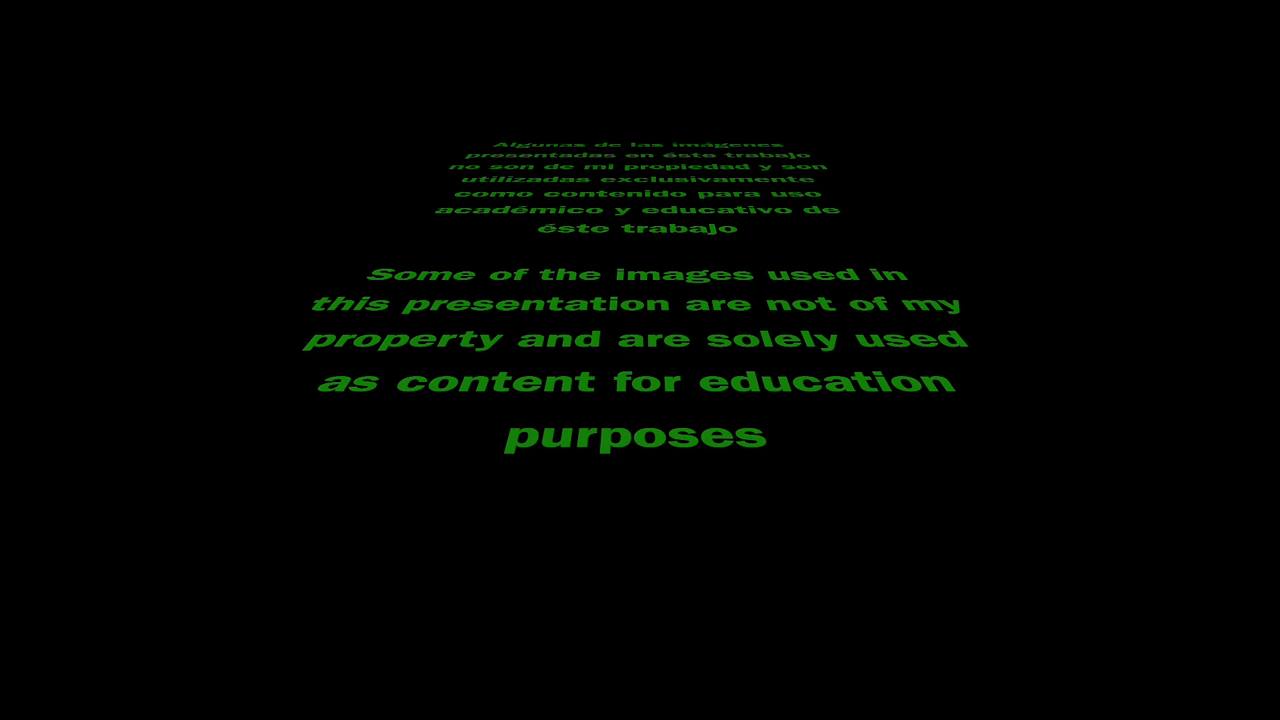 Algunas de las imágenes
presentadas en éste trabajo
no son de mi propiedad y son
utilizadas exclusivamente
como contenido para uso
académico y educativo de
éste trabajo
Some of the images used in
this presentation are not of my
property and are solely used
as content for education
purposes